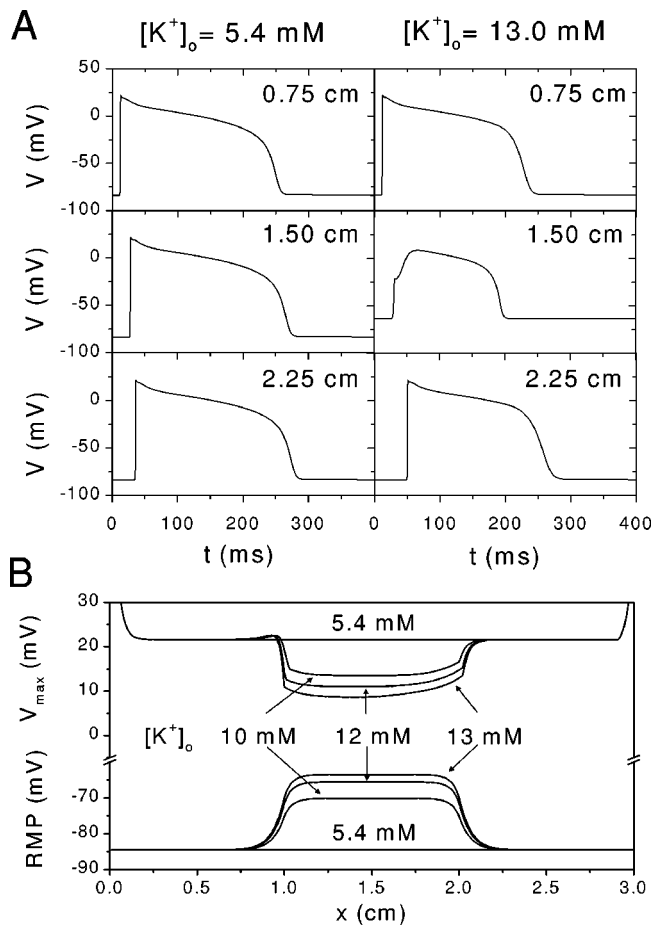 A
[K⁺]ₒ= 5.4 mM [K⁺]ₒ= 13.0 mM
50
0
-50
-100
V (mV)
0.75 cm
0.75 cm
0
-50
-100
V (mV)
1.50 cm
1.50 cm
0
-50
-100
V (mV)
2.25 cm
2.25 cm
0 100 200 300 0 100 200 300 400
t (ms) t (ms)
B
30
20
10
0
V_max (mV)
5.4 mM
[K⁺]ₒ 10 mM 12 mM 13 mM
-70
-80
-90
RMP (mV)
5.4 mM
0.0 0.5 1.0 1.5 2.0 2.5 3.0
x (cm)